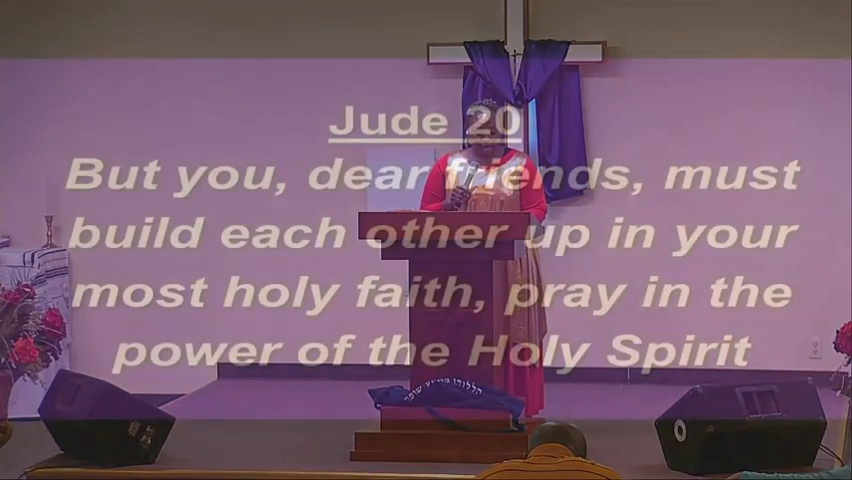 Jude 20
But you, dear friends, must
build each other up in your
most holy faith, pray in the
power of the Holy Spirit